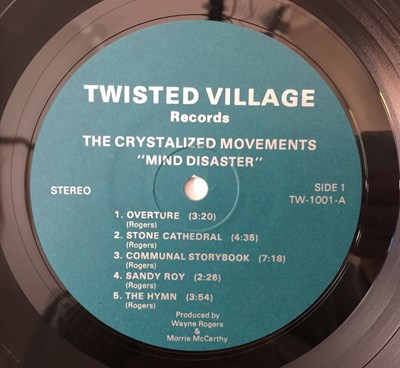 TWISTED VILLAGE
Records
THE CRYSTALIZED MOVEMENTS
"MIND DISASTER"
STEREO
SIDE 1
TW-1001-A
1. OVERTURE (3:20)
(Rogers)
2. STONE CATHEDRAL (4:35)
(Rogers)
3. COMMUNAL STORYBOOK (7:18)
(Rogers)
4. SANDY ROY (2:26)
(Rogers)
5. THE HYMN (3:54)
(Rogers)
Produced by
Wayne Rogers
&
Morrie McCarthy